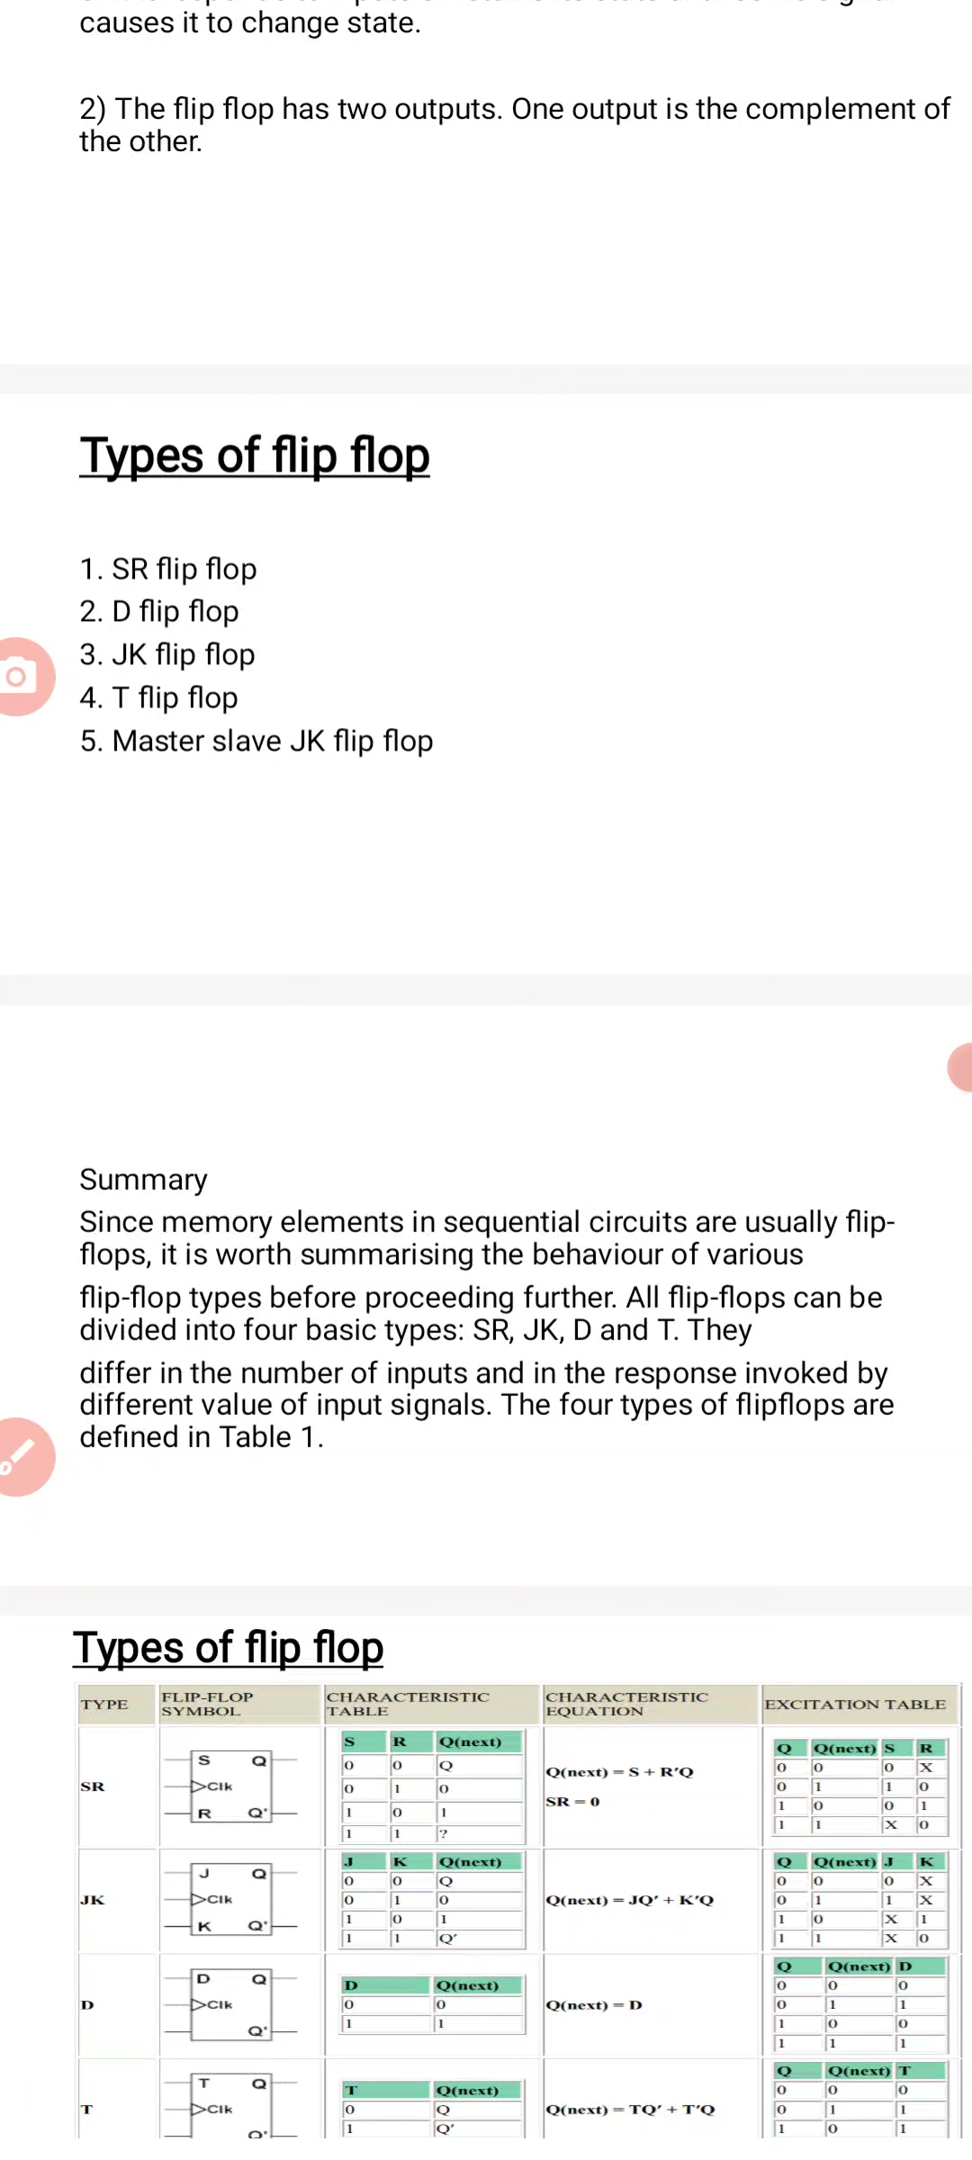 causes it to change state.
2) The flip flop has two outputs. One output is the complement of
the other.
Types of flip flop
1. SR flip flop
2. D flip flop
3. JK flip flop
4. T flip flop
5. Master slave JK flip flop
Summary
Since memory elements in sequential circuits are usually flip-
flops, it is worth summarising the behaviour of various
flip-flop types before proceeding further. All flip-flops can be
divided into four basic types: SR, JK, D and T. They
differ in the number of inputs and in the response invoked by
different value of input signals. The four types of flipflops are
defined in Table 1.
Types of flip flop
TYPE FLIP-FLOP SYMBOL CHARACTERISTIC TABLE CHARACTERISTIC EQUATION EXCITATION TABLE
SR
S Q
Clk
R Q'
S R Q(next)
0 0 Q
0 1 0
1 0 1
1 1 ?
Q(next) = S + R'Q
SR = 0
Q Q(next) S R
0 0 0 X
0 1 1 0
1 0 0 1
1 1 X 0
JK
J Q
Clk
K Q'
J K Q(next)
0 0 Q
0 1 0
1 0 1
1 1 Q'
Q(next) = JQ' + K'Q
Q Q(next) J K
0 0 0 X
0 1 1 X
1 0 X 1
1 1 X 0
D
D Q
Clk
Q'
D Q(next)
0 0
1 1
Q(next) = D
Q Q(next) D
0 0 0
0 1 1
1 0 0
1 1 1
T
T Q
Clk
Q'
T Q(next)
0 Q
1 Q'
Q(next) = TQ' + T'Q
Q Q(next) T
0 0 0
0 1 1
1 0 1